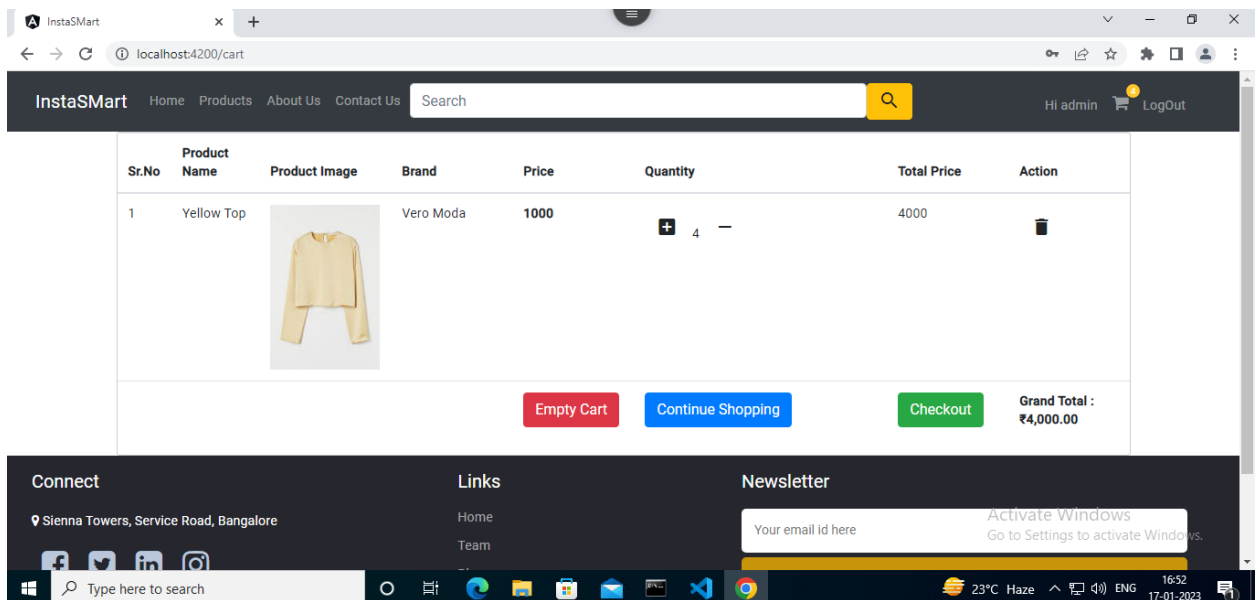 InstaSMart
localhost:4200/cart
InstaSMart Home Products About Us Contact Us Search Hi admin 4 LogOut
Sr.No Product Name Product Image Brand Price Quantity Total Price Action
1 Yellow Top Vero Moda 1000 4 4000
Empty Cart Continue Shopping Checkout Grand Total : ₹4,000.00
Connect Links Newsletter
Sienna Towers, Service Road, Bangalore Home Your email id here
Team
Activate Windows
Go to Settings to activate Windows.
Type here to search 23°C Haze ENG 16:52
17-01-2023
1